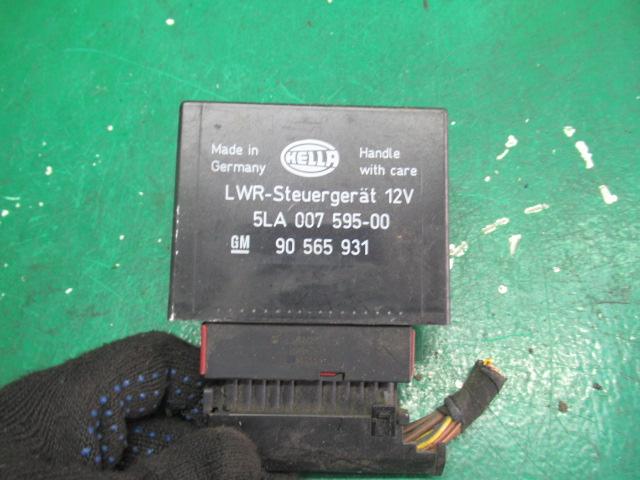 Made in
Germany
HELLA
Handle
with care
LWR-Steuergerät 12V
5LA 007 595-00
GM 90 565 931